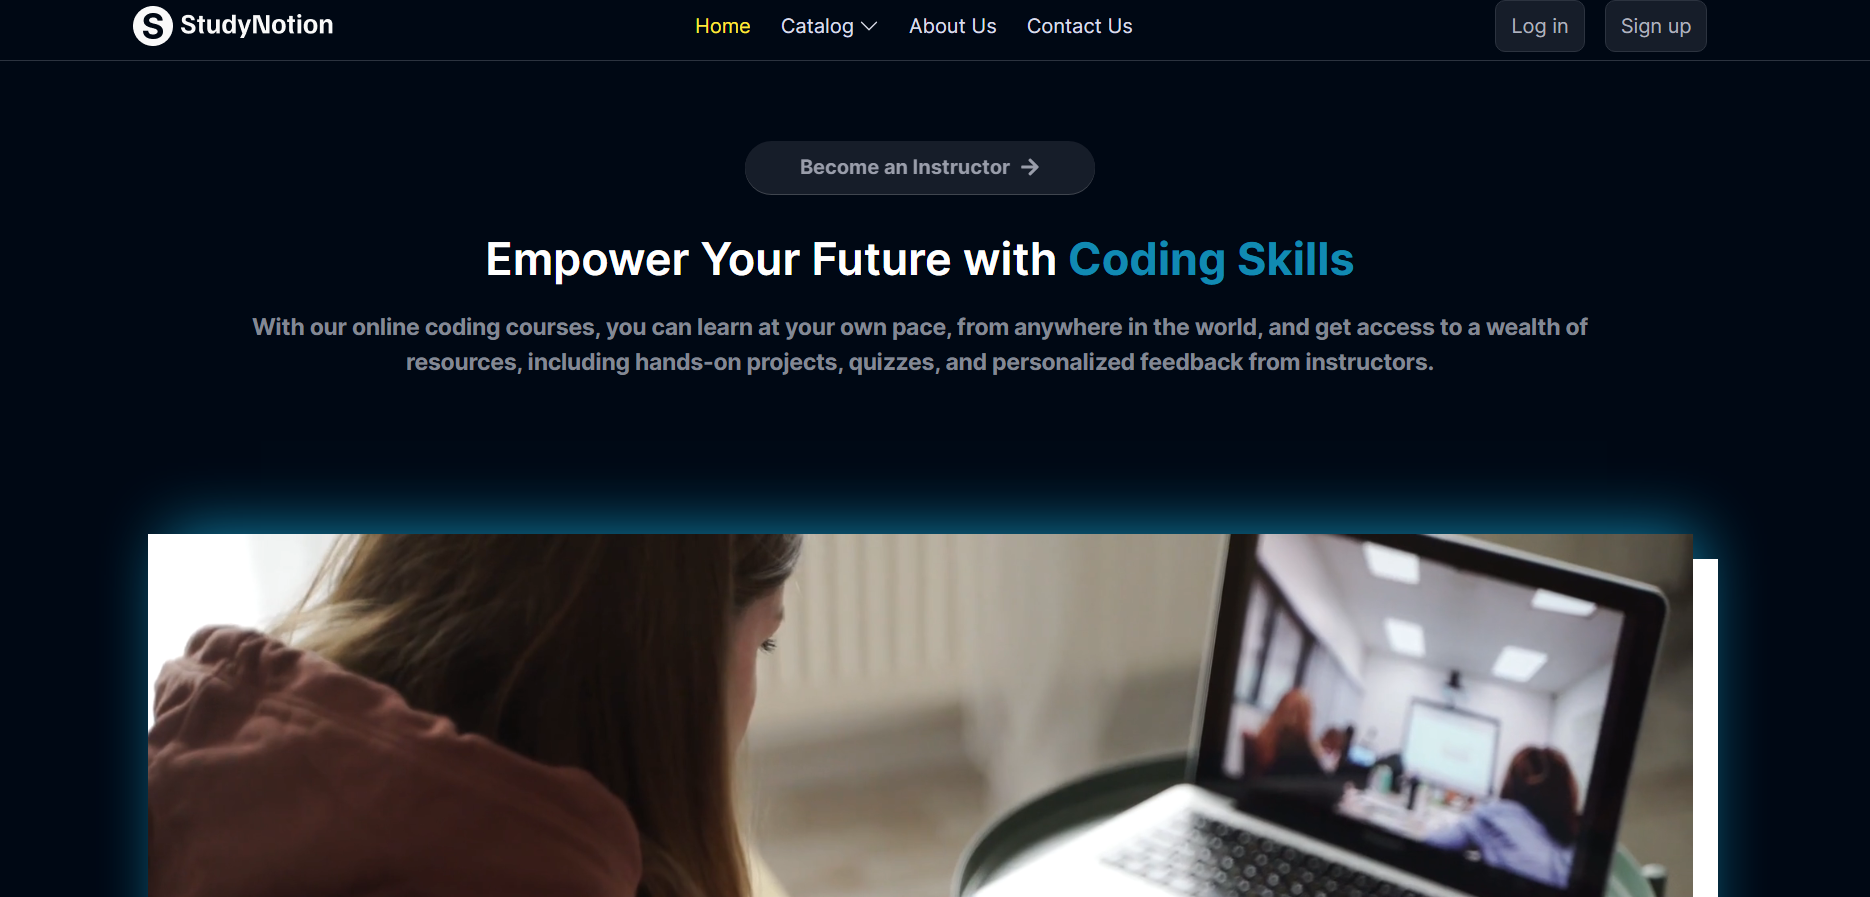 StudyNotion
Home
Catalog
About Us
Contact Us
Log in
Sign up
Become an Instructor
Empower Your Future with Coding Skills
With our online coding courses, you can learn at your own pace, from anywhere in the world, and get access to a wealth of
resources, including hands-on projects, quizzes, and personalized feedback from instructors.